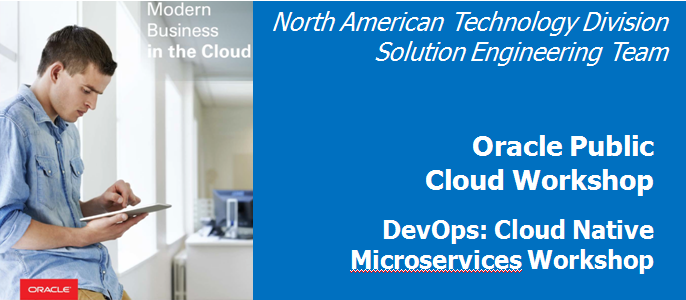 Modern
Business
in the Cloud
ORACLE
North American Technology Division
Solution Engineering Team
Oracle Public
Cloud Workshop
DevOps: Cloud Native
Microservices Workshop